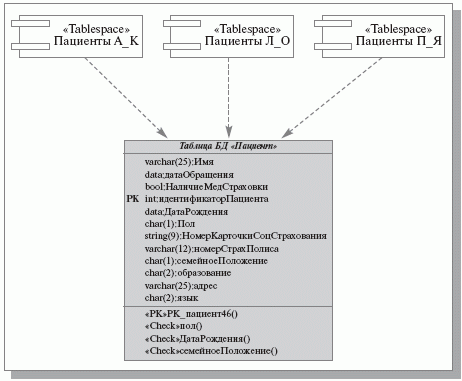 «Tablespace»
Пациенты А_К
«Tablespace»
Пациенты Л_О
«Tablespace»
Пациенты П_Я
Таблица БД «Пациент»
varchar(25):Имя
data;датаОбращения
bool:НаличиеМедСтраховки
PK int:идентификаторПациента
data;ДатаРождения
char(1):Пол
string(9):НомерКарточкиСоцСтрахования
varchar(12):номерСтрахПолиса
char(1):семейноеПоложение
char(2):образование
varchar(25):адрес
char(2):язык
«PK»PK_пациент46()
«Check»пол()
«Check»ДатаРождения()
«Check»семейноеПоложение()